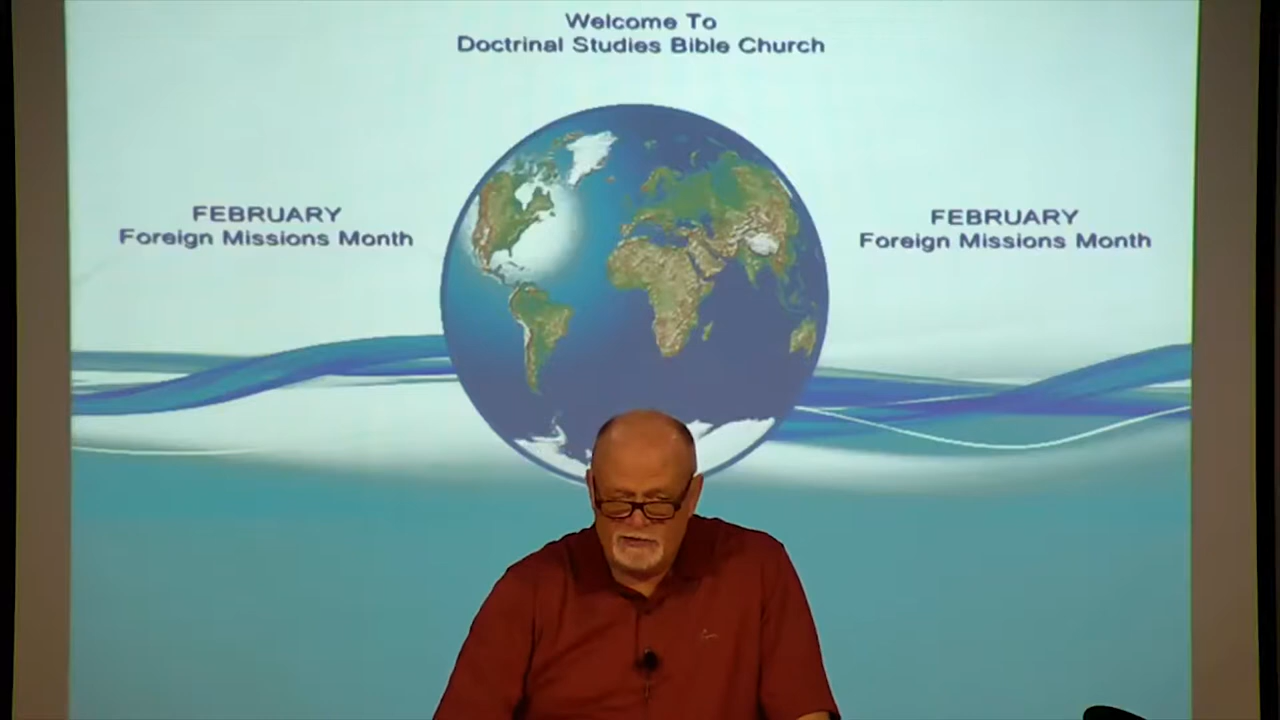 Welcome To
Doctrinal Studies Bible Church
FEBRUARY
Foreign Missions Month
FEBRUARY
Foreign Missions Month